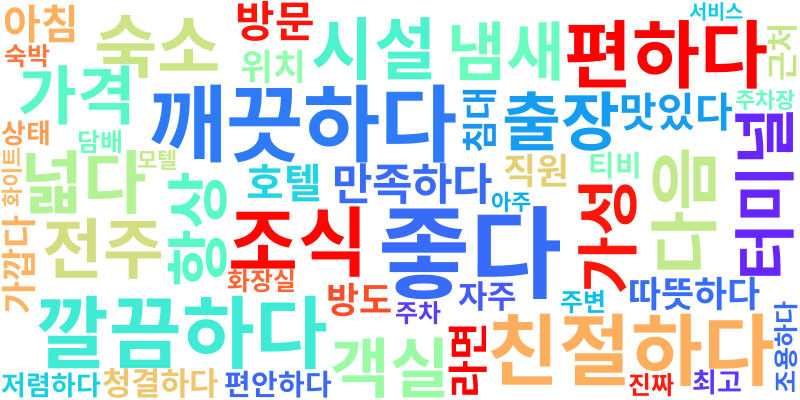 아침
숙소
방문
시설
냄새
편하다
서비스
근처
숙박
가격
위치
깨끗하다
침대
출장
맛있다
주차장
상태
담배
모텔
화이트
넓다
항상
호텔
만족하다
직원
티비
아주
가성
다음
터미널
가깝다
전주
조식
좋다
화장실
방도
주차
자주
주변
따뜻하다
깔끔하다
객실
라면
친절하다
조용하다
저렴하다
청결하다
편안하다
진짜
최고